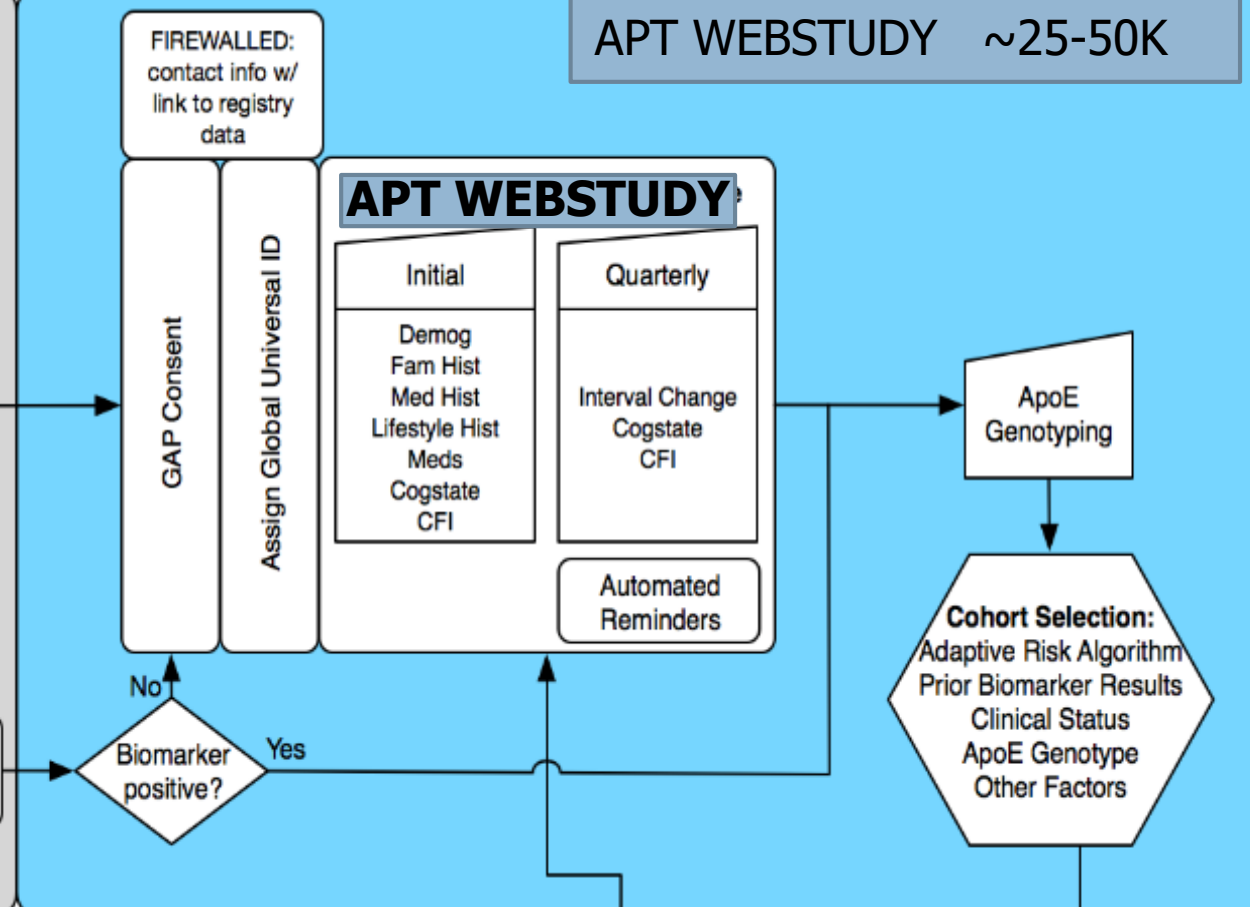 APT WEBSTUDY ~25-50K
FIREWALLED:
contact info w/
link to registry
data
GAP Consent
Assign Global Universal ID
APT WEBSTUDY
Initial
Demog
Fam Hist
Med Hist
Lifestyle Hist
Meds
Cogstate
CFI
Quarterly
Interval Change
Cogstate
CFI
Automated
Reminders
ApoE
Genotyping
Cohort Selection:
Adaptive Risk Algorithm
Prior Biomarker Results
Clinical Status
ApoE Genotype
Other Factors
No
Biomarker
positive?
Yes